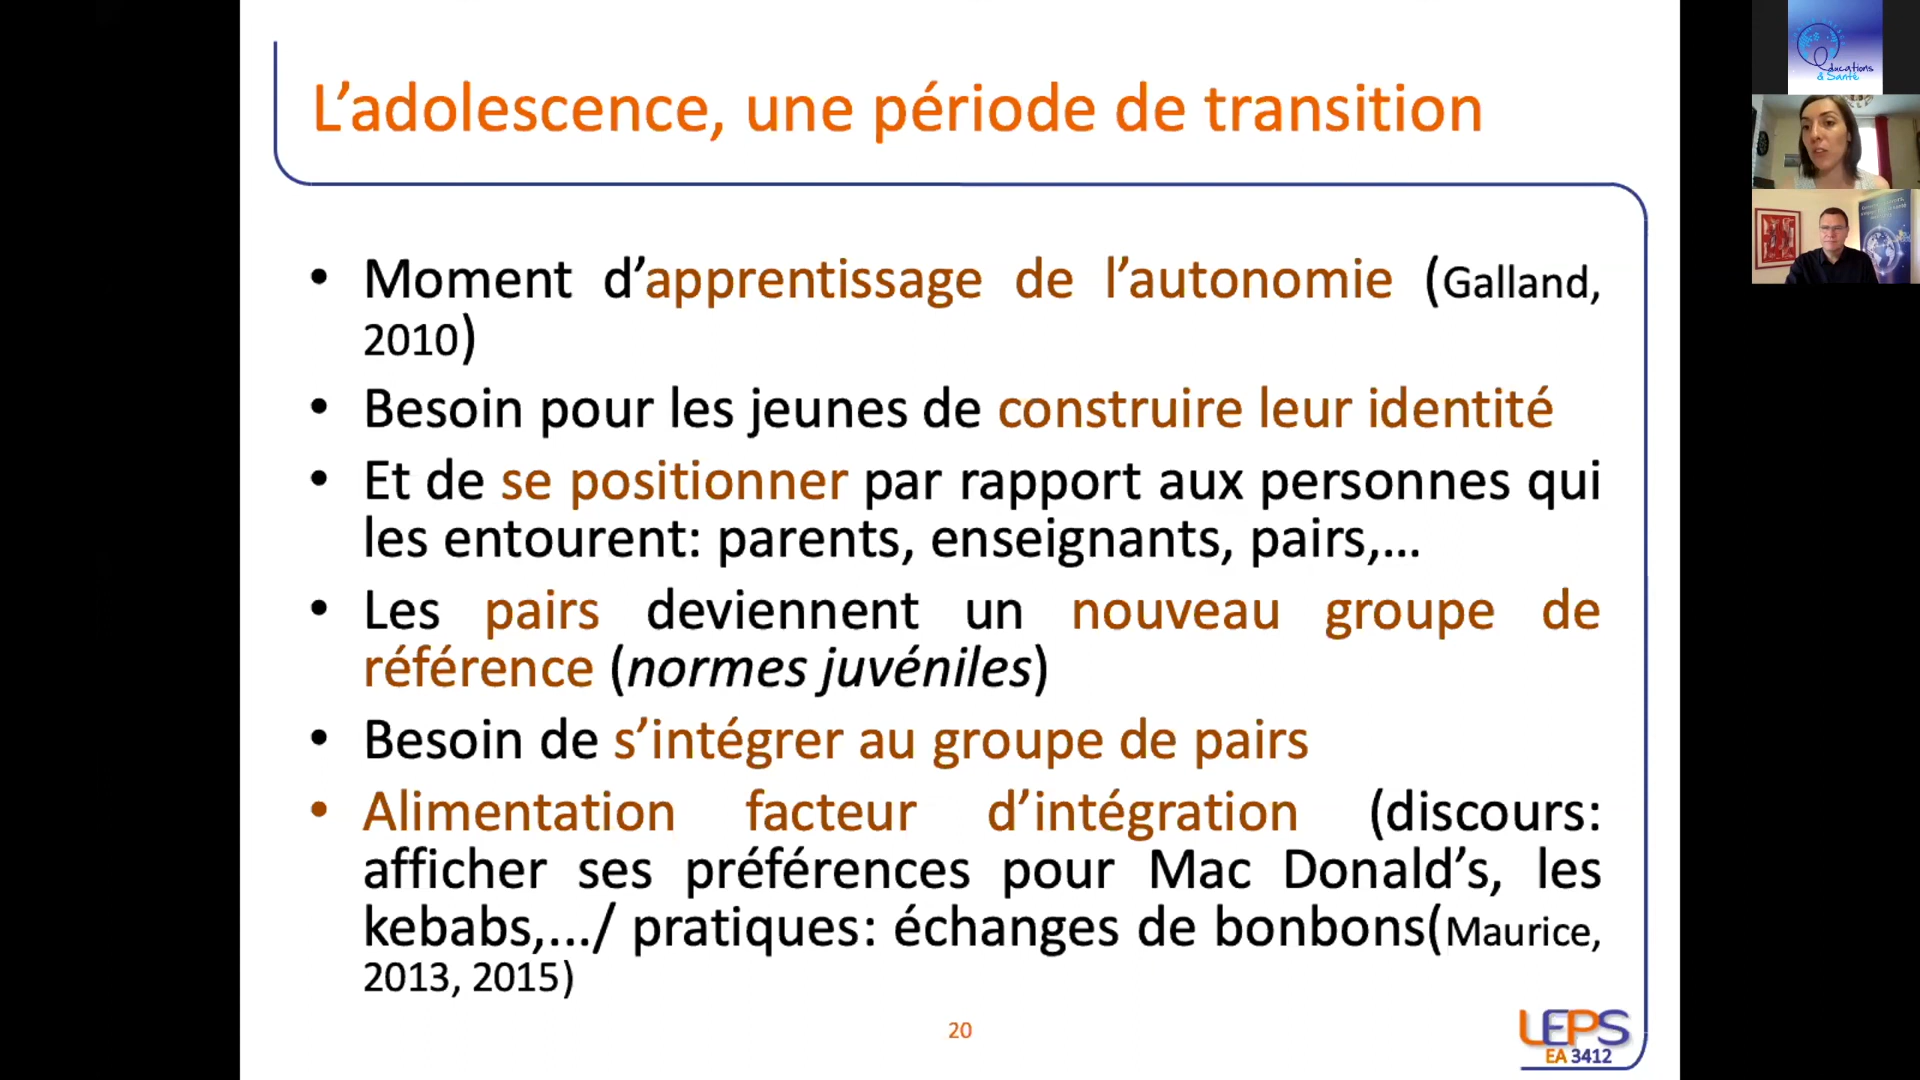 L’adolescence, une période de transition
• Moment d’apprentissage de l’autonomie (Galland,
2010)
• Besoin pour les jeunes de construire leur identité
• Et de se positionner par rapport aux personnes qui
les entourent: parents, enseignants, pairs,...
• Les pairs deviennent un nouveau groupe de
référence (normes juvéniles)
• Besoin de s’intégrer au groupe de pairs
• Alimentation facteur d’intégration (discours:
afficher ses préférences pour Mac Donald’s, les
kebabs,.../ pratiques: échanges de bonbons(Maurice,
2013, 2015)
20
LEPS
EA 3412
Educations
& Santé